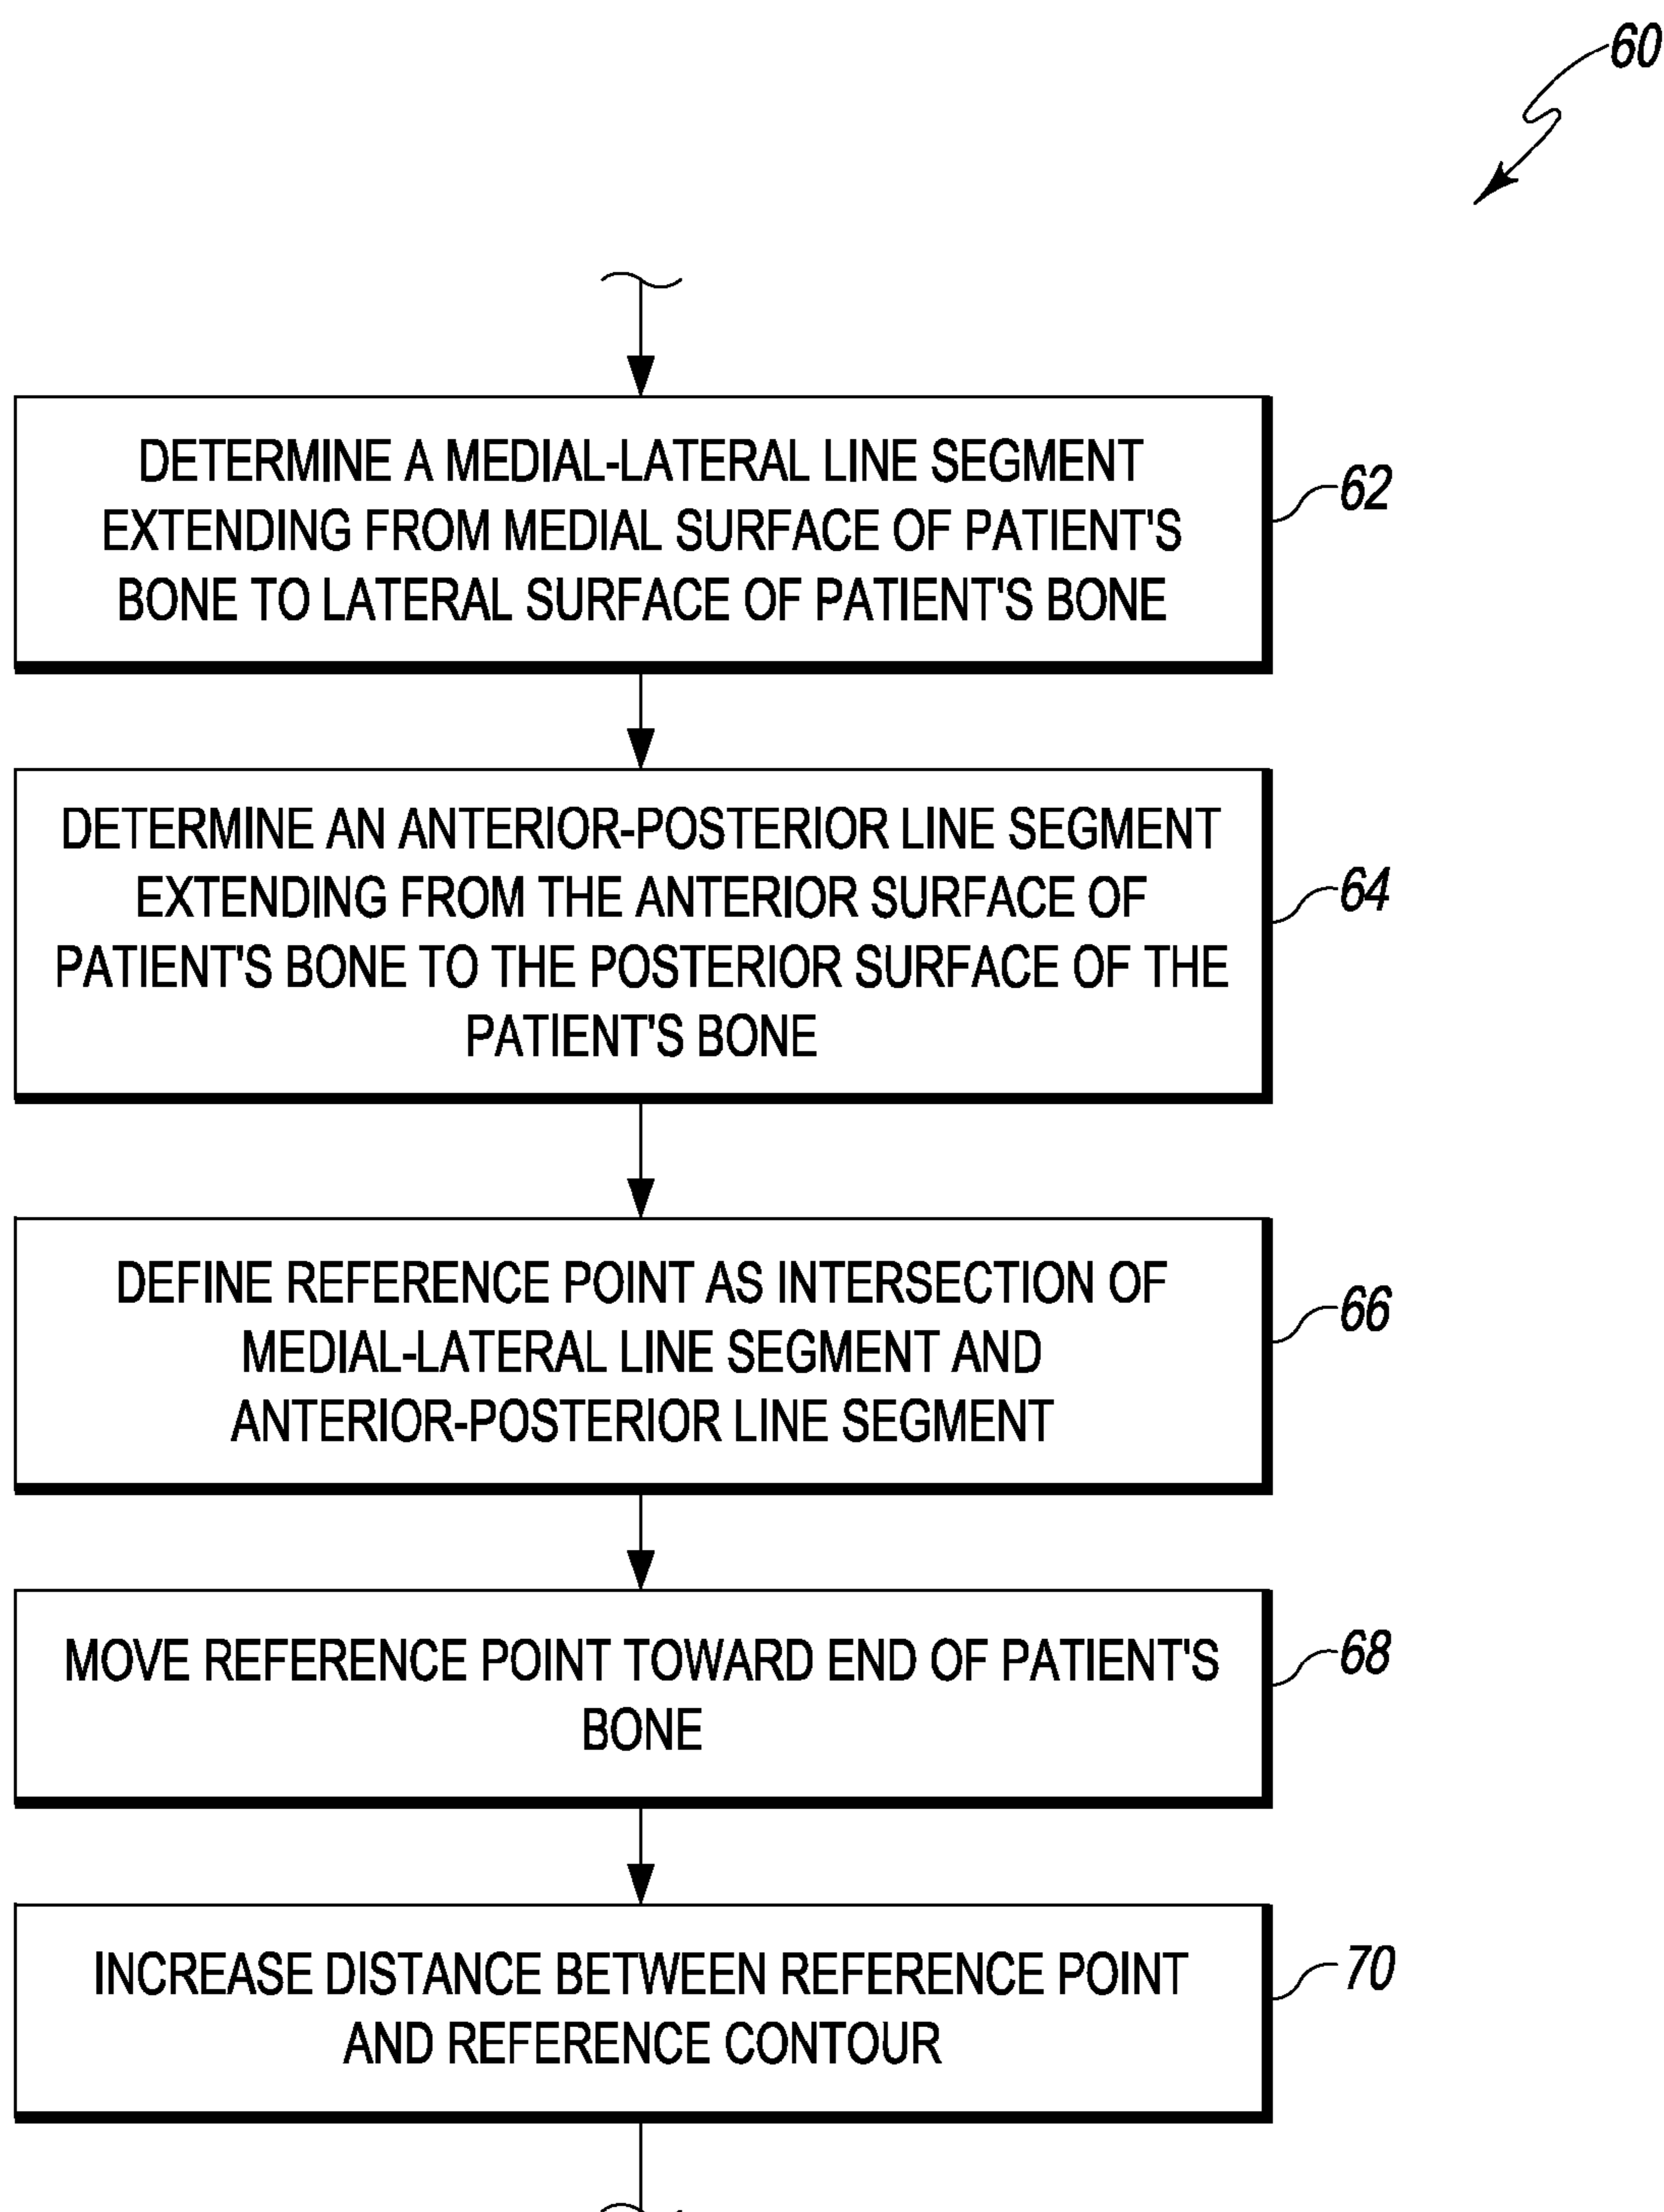 60
DETERMINE A MEDIAL-LATERAL LINE SEGMENT
EXTENDING FROM MEDIAL SURFACE OF PATIENT'S
BONE TO LATERAL SURFACE OF PATIENT'S BONE
62
DETERMINE AN ANTERIOR-POSTERIOR LINE SEGMENT
EXTENDING FROM THE ANTERIOR SURFACE OF
PATIENT'S BONE TO THE POSTERIOR SURFACE OF THE
PATIENT'S BONE
64
DEFINE REFERENCE POINT AS INTERSECTION OF
MEDIAL-LATERAL LINE SEGMENT AND
ANTERIOR-POSTERIOR LINE SEGMENT
66
MOVE REFERENCE POINT TOWARD END OF PATIENT'S
BONE
68
INCREASE DISTANCE BETWEEN REFERENCE POINT
AND REFERENCE CONTOUR
70